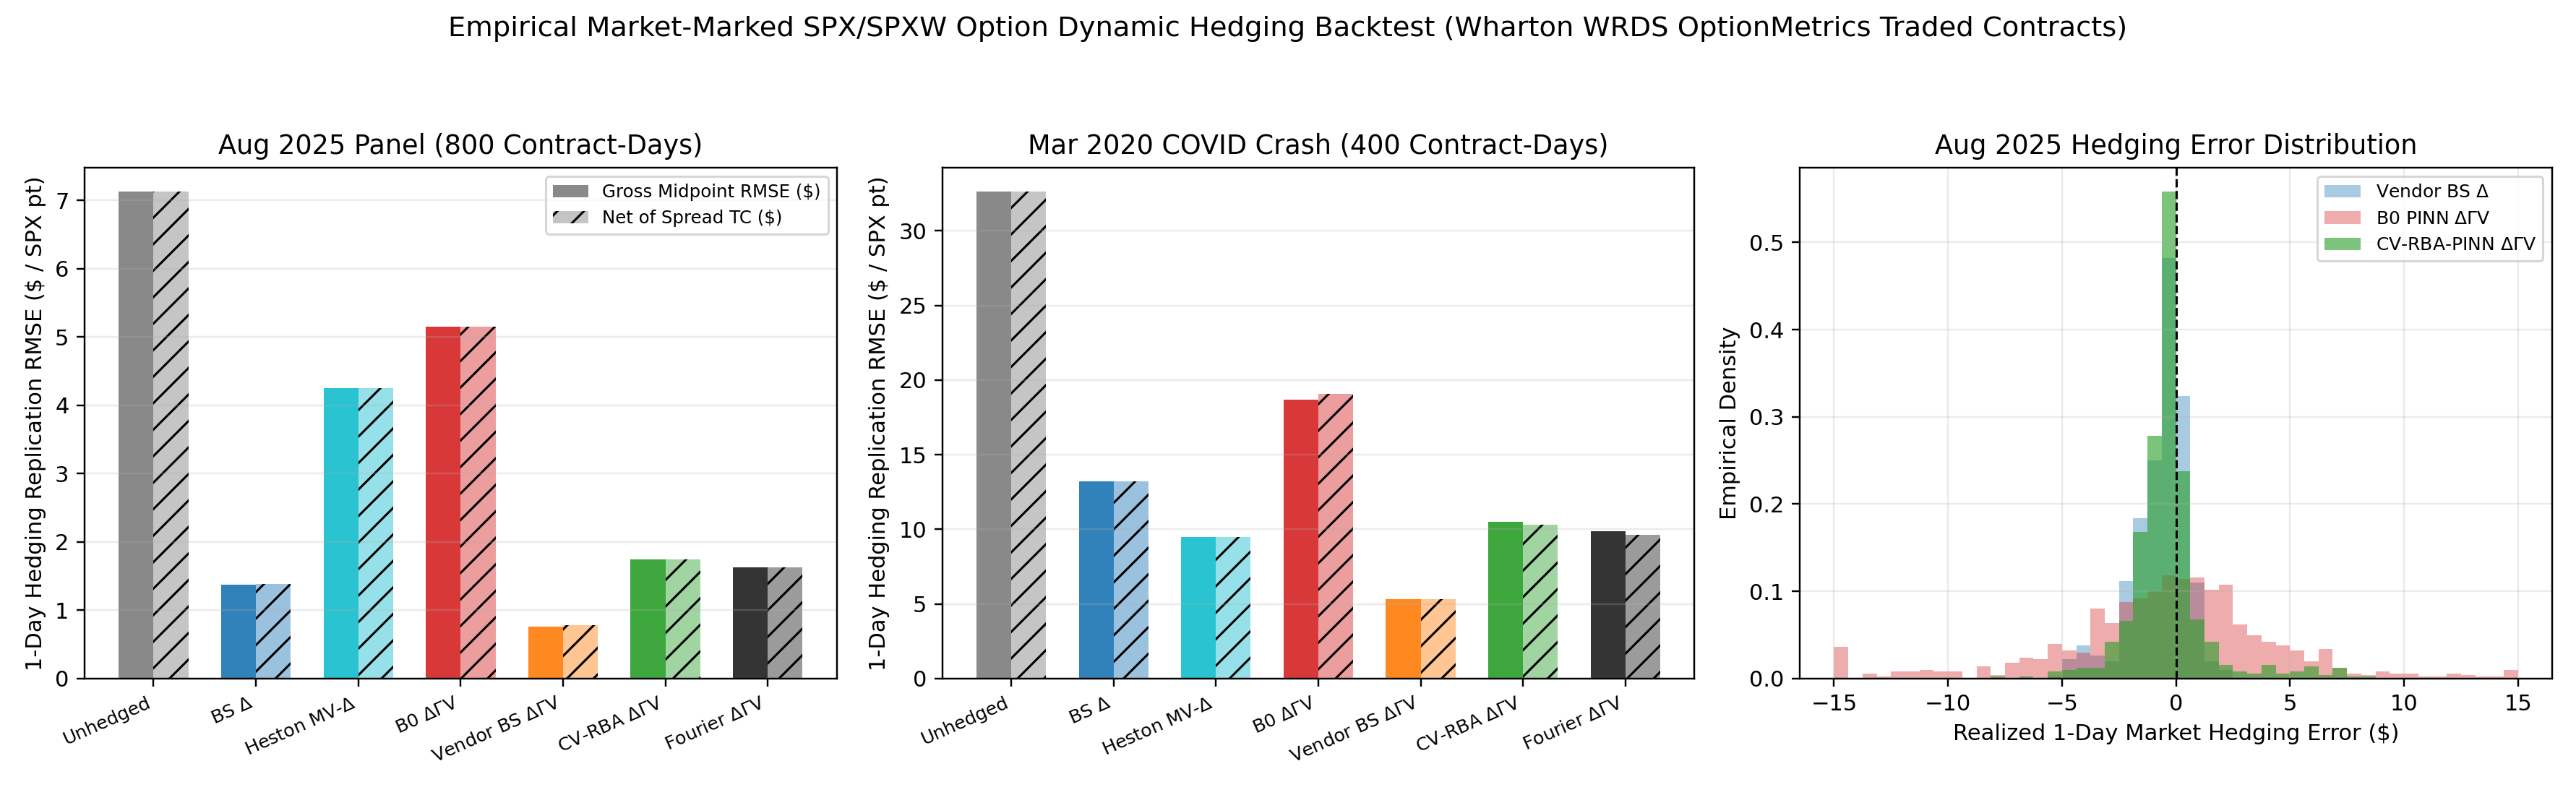 Empirical Market-Marked SPX/SPXW Option Dynamic Hedging Backtest (Wharton WRDS OptionMetrics Traded Contracts)
Aug 2025 Panel (800 Contract-Days)
1-Day Hedging Replication RMSE ($ / SPX pt)
7
6
5
4
3
2
1
0
Gross Midpoint RMSE ($)
Net of Spread TC ($)
Unhedged
BS Δ
Heston MV-Δ
B0 ΔΓV
Vendor BS ΔΓV
CV-RBA ΔΓV
Fourier ΔΓV
Mar 2020 COVID Crash (400 Contract-Days)
1-Day Hedging Replication RMSE ($ / SPX pt)
30
25
20
15
10
5
0
Unhedged
BS Δ
Heston MV-Δ
B0 ΔΓV
Vendor BS ΔΓV
CV-RBA ΔΓV
Fourier ΔΓV
Aug 2025 Hedging Error Distribution
Empirical Density
0.5
0.4
0.3
0.2
0.1
0.0
Vendor BS Δ
B0 PINN ΔΓV
CV-RBA-PINN ΔΓV
−15
−10
−5
0
5
10
15
Realized 1-Day Market Hedging Error ($)